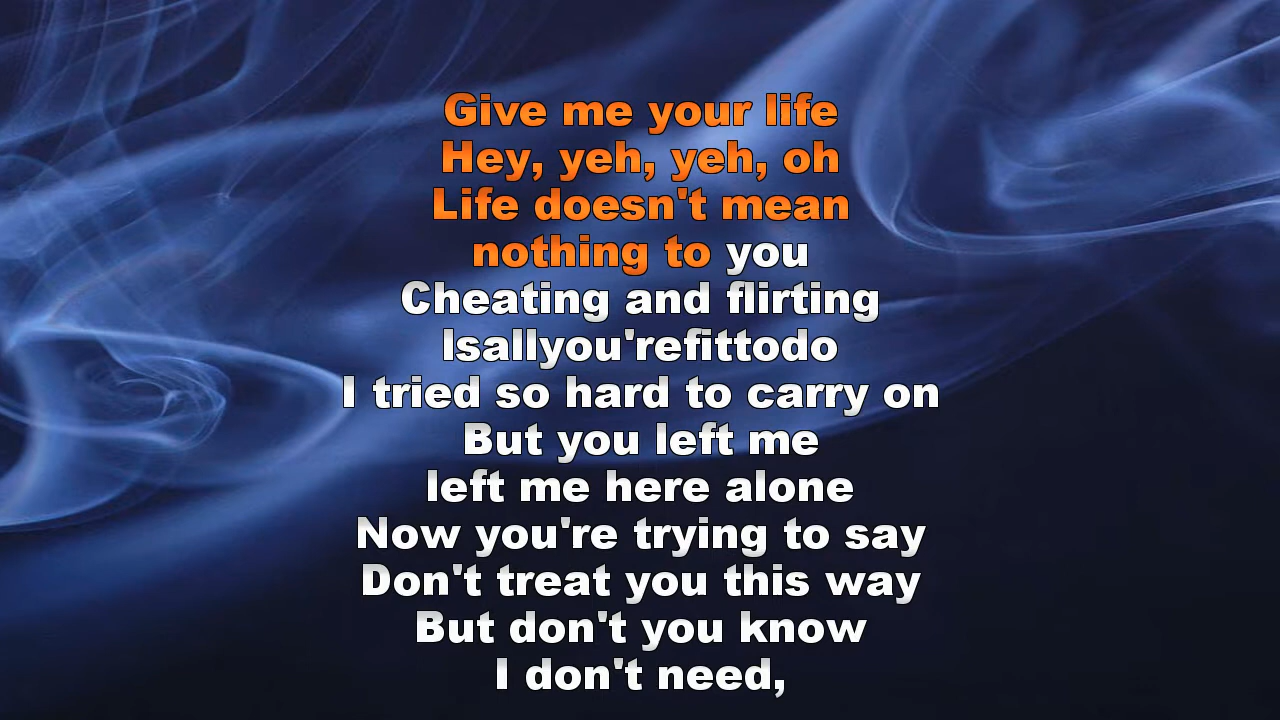 Give me your life
Hey, yeh, yeh, oh
Life doesn't mean
nothing to you
Cheating and flirting
Isallyou'refittodo
I tried so hard to carry on
But you left me
left me here alone
Now you're trying to say
Don't treat you this way
But don't you know
I don't need,